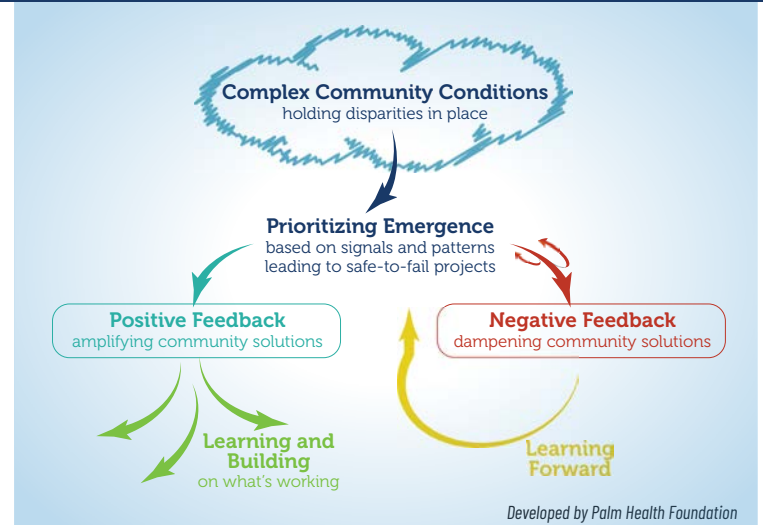 Complex Community Conditions
holding disparities in place
Prioritizing Emergence
based on signals and patterns
leading to safe-to-fail projects
Positive Feedback
amplifying community solutions
Negative Feedback
dampening community solutions
Learning and
Building
on what's working
Learning
Forward
Developed by Palm Health Foundation